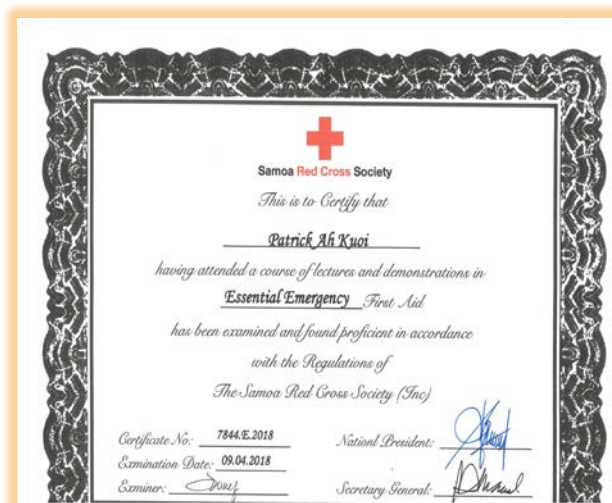 Samoa Red Cross Society
This is to Certify that
Patrick Ah Kuoi
having attended a course of lectures and demonstrations in
Essential Emergency First Aid
has been examined and found proficient in accordance
with the Regulations of
The Samoa Red Cross Society (Inc)
Certificate No: 7844.E.2018 Nationl President:
Examination Date: 09.04.2018
Examiner: Secretary General: